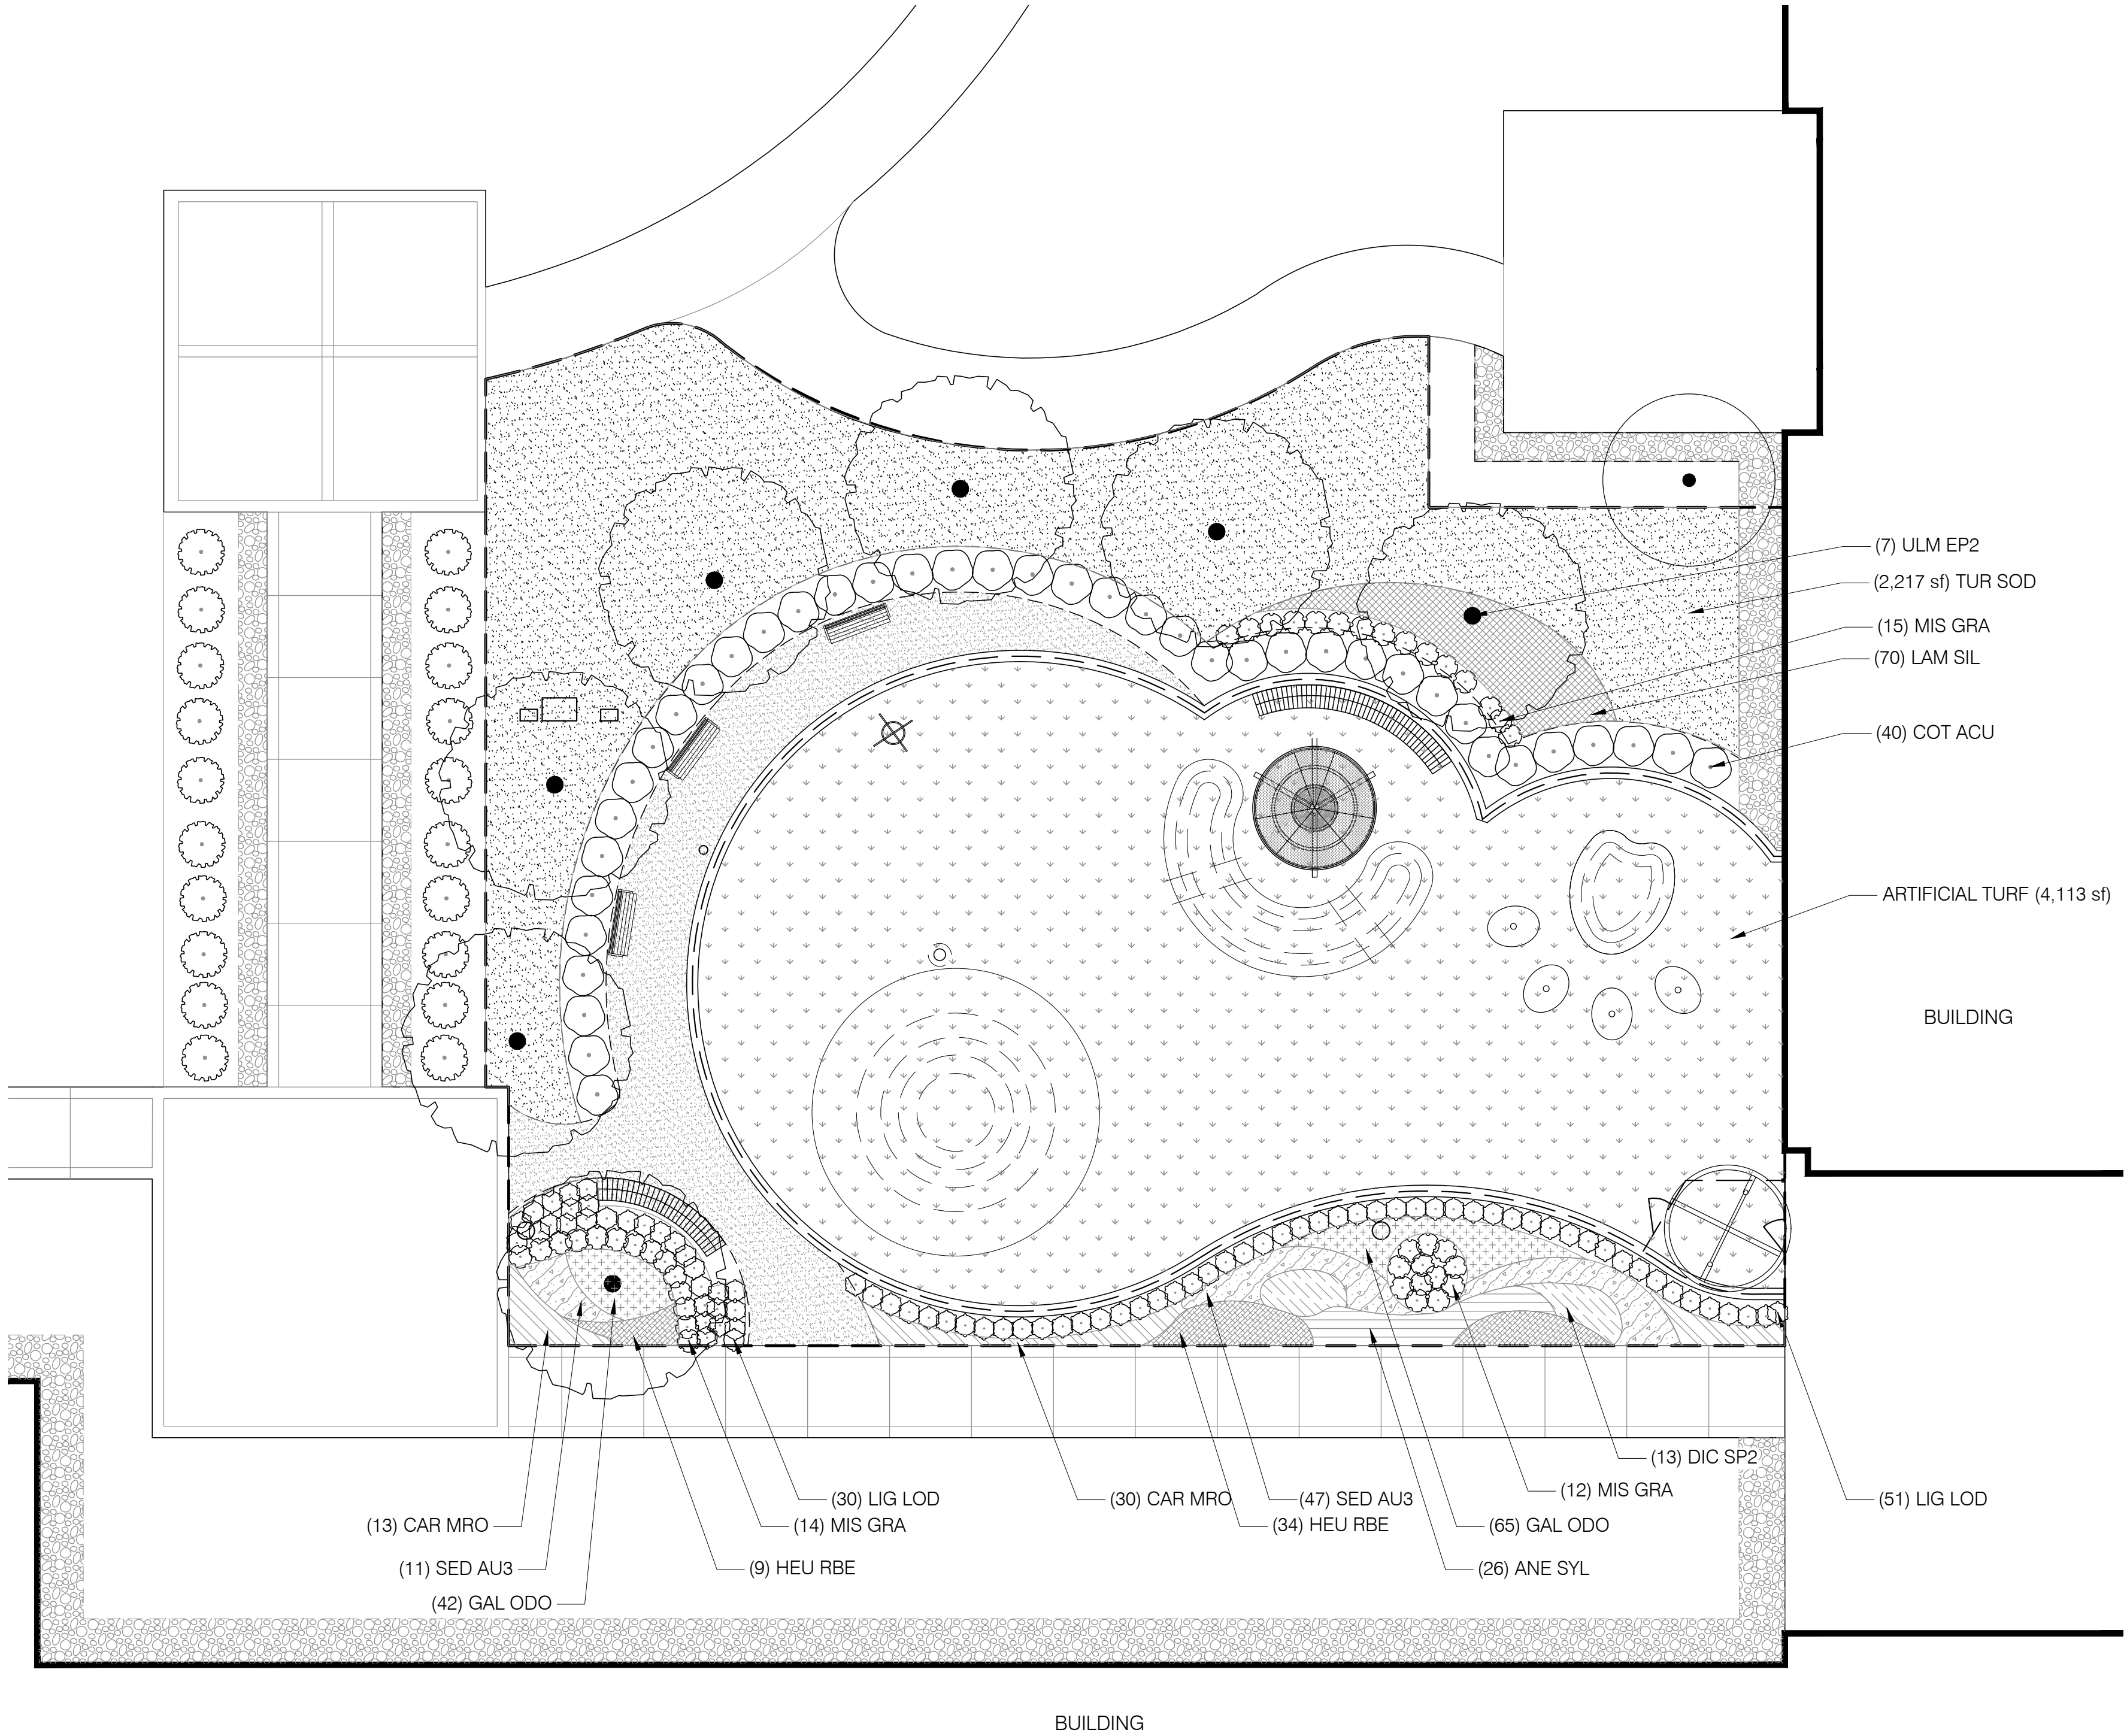 (7) ULM EP2
(2,217 sf) TUR SOD
(15) MIS GRA
(70) LAM SIL
(40) COT ACU
ARTIFICIAL TURF (4,113 sf)
BUILDING
(13) DIC SP2
(12) MIS GRA
(51) LIG LOD
(30) LIG LOD
(30) CAR MRO
(47) SED AU3
(13) CAR MRO
(14) MIS GRA
(34) HEU RBE
(65) GAL ODO
(11) SED AU3
(9) HEU RBE
(26) ANE SYL
(42) GAL ODO
BUILDING